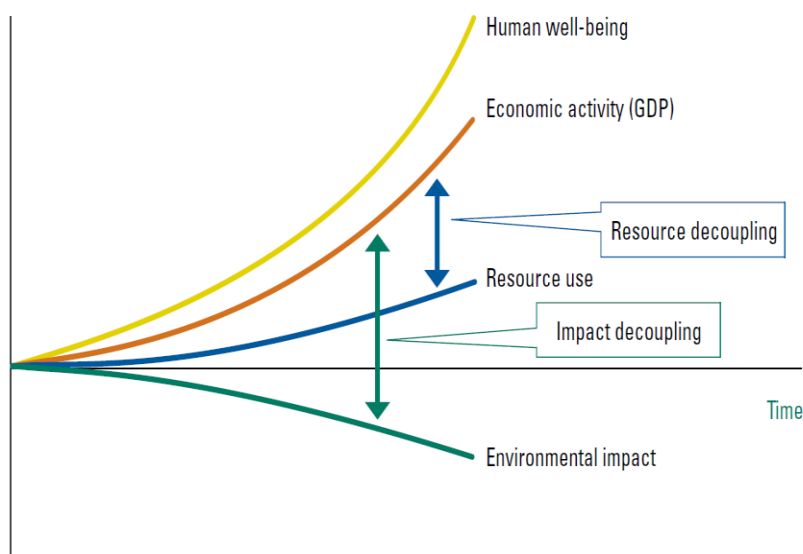 Human well-being
Economic activity (GDP)
Resource decoupling
Resource use
Impact decoupling
Time
Environmental impact